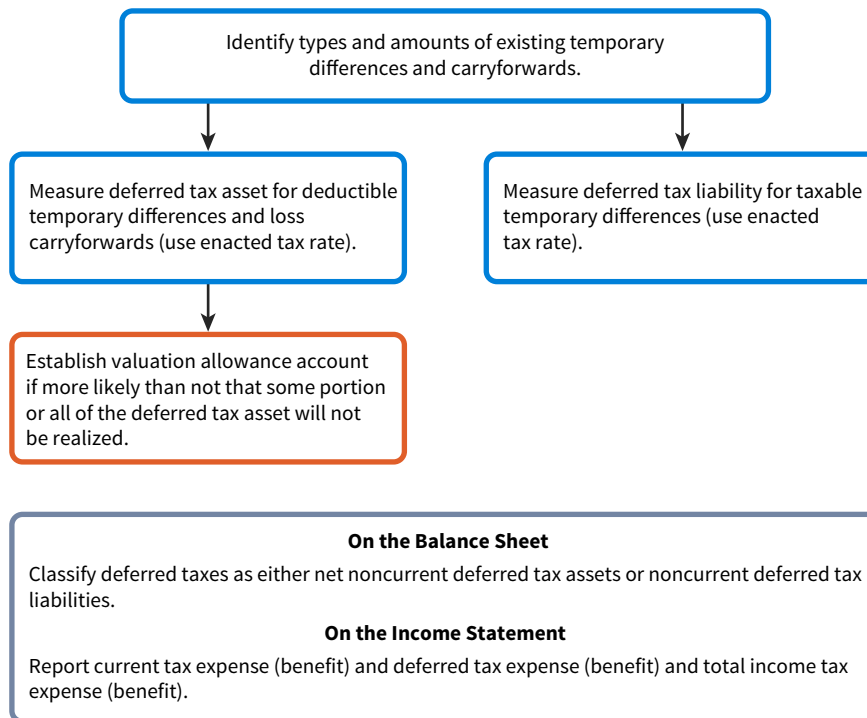 Identify types and amounts of existing temporary
differences and carryforwards.
Measure deferred tax asset for deductible
temporary differences and loss
carryforwards (use enacted tax rate).
Measure deferred tax liability for taxable
temporary differences (use enacted
tax rate).
Establish valuation allowance account
if more likely than not that some portion
or all of the deferred tax asset will not
be realized.
On the Balance Sheet
Classify deferred taxes as either net noncurrent deferred tax assets or noncurrent deferred tax
liabilities.
On the Income Statement
Report current tax expense (benefit) and deferred tax expense (benefit) and total income tax
expense (benefit).